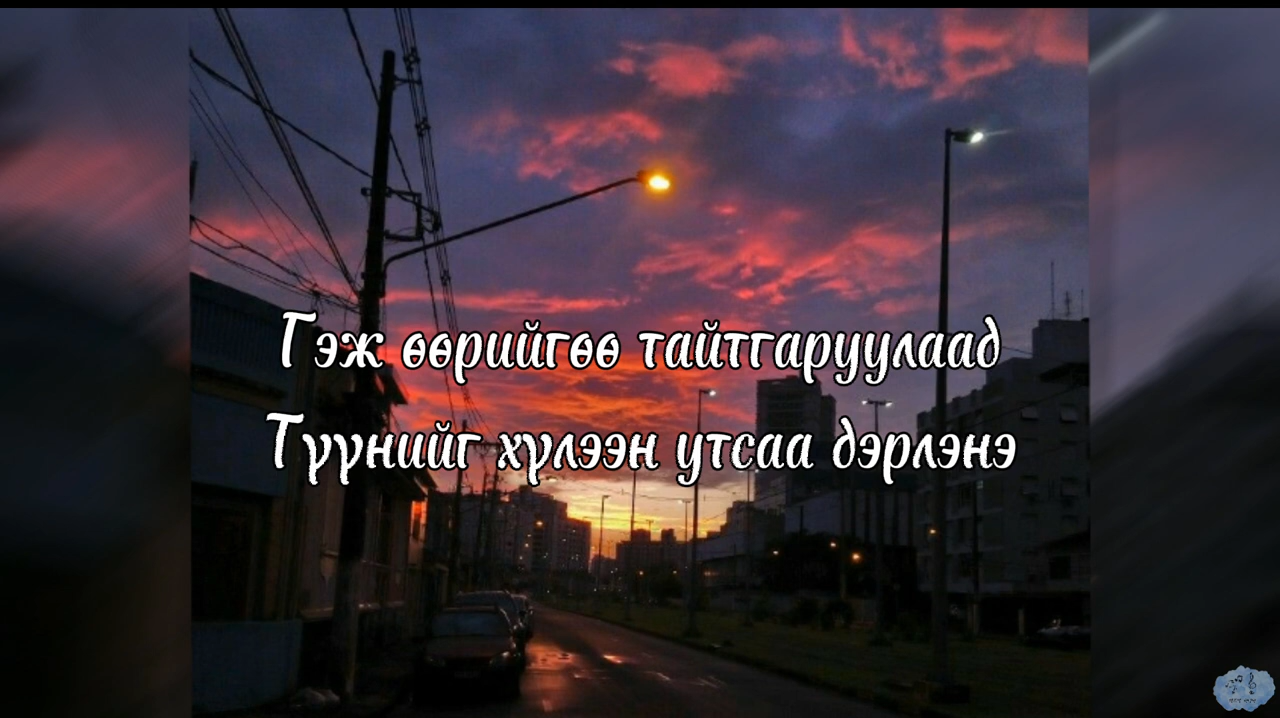 Гэж өөрийгөө тайтгаруулаад
Түүнийг хүлээн утсаа дэрлэнэ